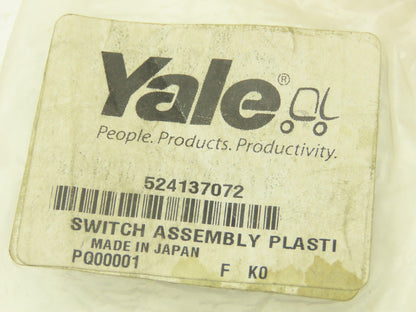 Yale®
People. Products. Productivity.
524137072
SWITCH ASSEMBLY PLASTI
MADE IN JAPAN
PQ00001 F K0